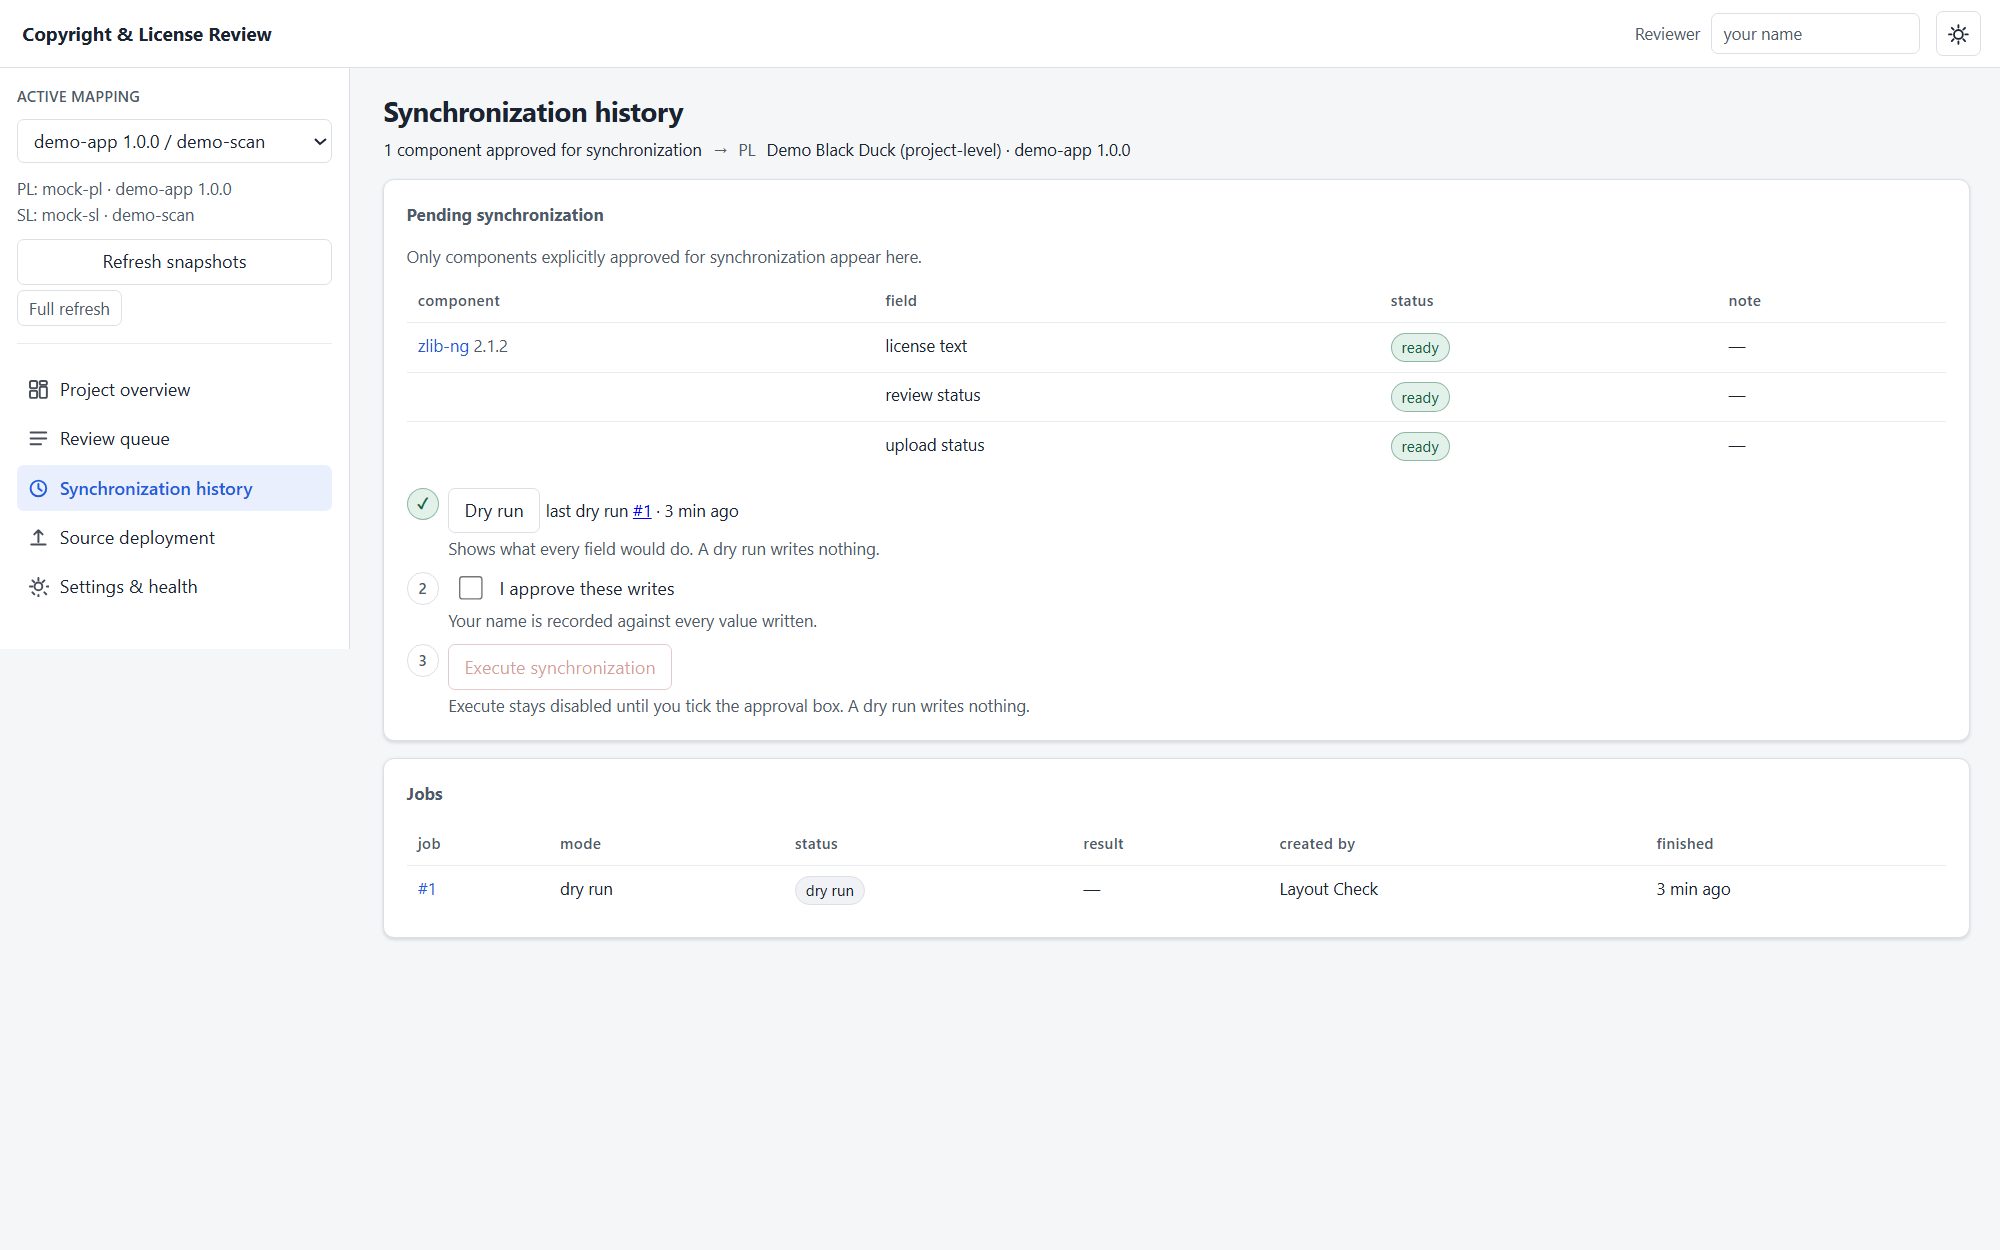 Copyright & License Review
Reviewer your name
ACTIVE MAPPING
demo-app 1.0.0 / demo-scan
PL: mock-pl · demo-app 1.0.0
SL: mock-sl · demo-scan
Refresh snapshots
Full refresh
Project overview
Review queue
Synchronization history
Source deployment
Settings & health
Synchronization history
1 component approved for synchronization → PL Demo Black Duck (project-level) · demo-app 1.0.0
Pending synchronization
Only components explicitly approved for synchronization appear here.
component field status note
zlib-ng 2.1.2 license text ready —
review status ready —
upload status ready —
✓ Dry run last dry run #1 · 3 min ago
Shows what every field would do. A dry run writes nothing.
2 I approve these writes
Your name is recorded against every value written.
3 Execute synchronization
Execute stays disabled until you tick the approval box. A dry run writes nothing.
Jobs
job mode status result created by finished
#1 dry run dry run — Layout Check 3 min ago